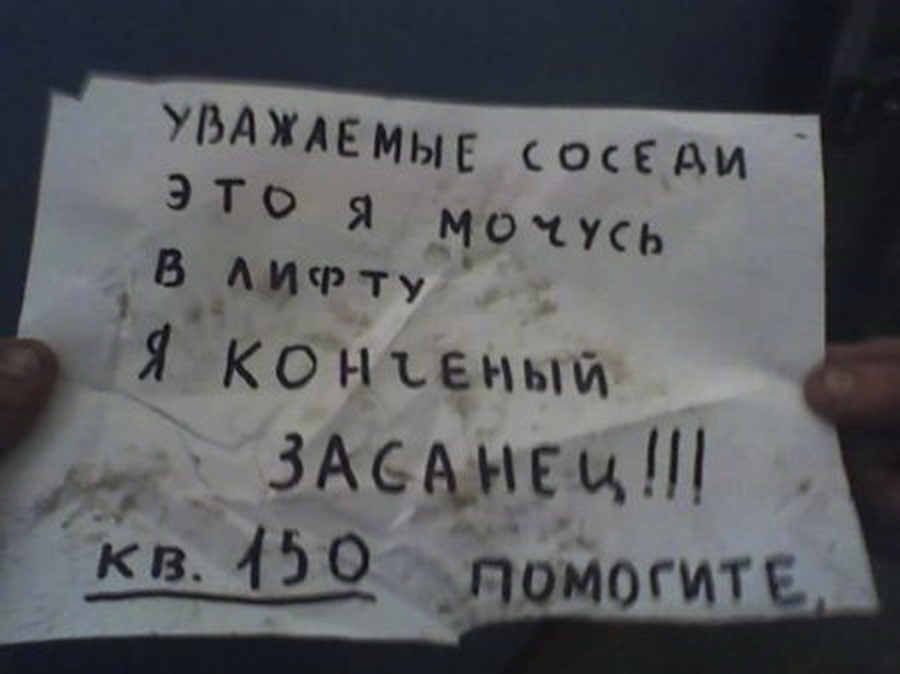 УВАЖАЕМЫЕ СОСЕДИ
ЭТО Я МОЧУСЬ
В ЛИФТУ
Я КОНЧЕНЫЙ
ЗАСАНЕЦ!!!
КВ. 150 ПОМОГИТЕ